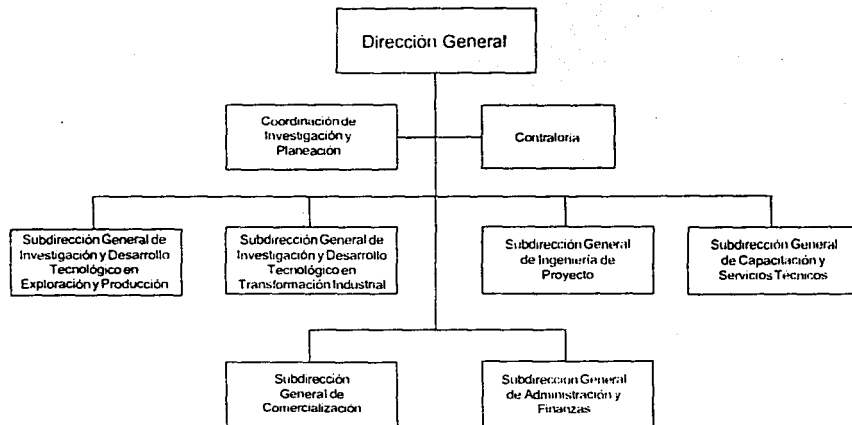 Dirección General
Coordinación de
Investigación y
Planeación
Contraloría
Subdirección General de
Investigación y Desarrollo
Tecnológico en
Exploración y Producción
Subdirección General de
Investigación y Desarrollo
Tecnológico en
Transformación Industrial
Subdirección General
de Ingeniería de
Proyecto
Subdirección General
de Capacitación y
Servicios Técnicos
Subdirección
General de
Comercialización
Subdirección General
de Administración y
Finanzas